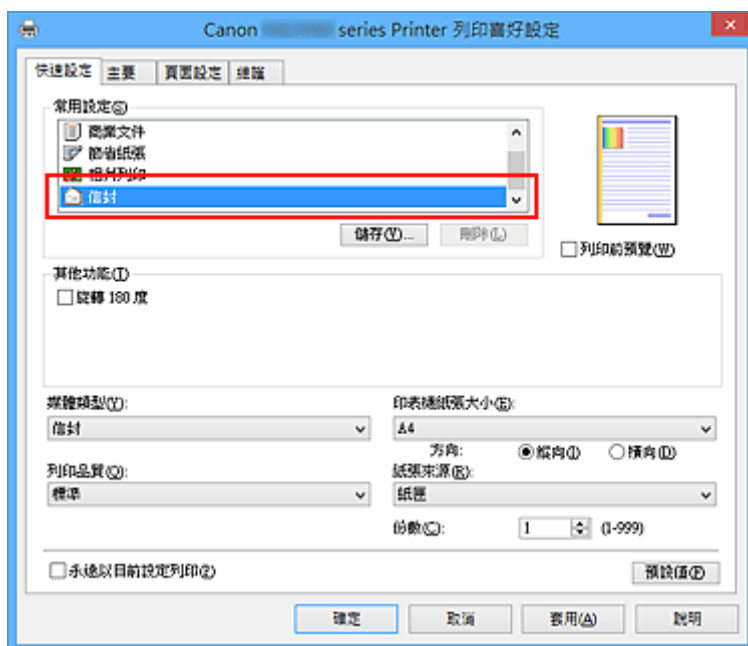 Canon series Printer 列印喜好設定
快速設定 主要 頁面設定 維護
常用設定(S)
商業文件
節省紙張
相片列印
信封
儲存(V)... 刪除(L)
列印前預覽(W)
其他功能(T)
旋轉 180 度
媒體類型(Y): 印表機紙張大小(E):
信封 A4
方向: 縱向(I) 橫向(D)
列印品質(Q): 紙張來源(R):
標準 紙匣
份數(C): 1 (1-999)
永遠以目前設定列印(2) 預設值(F)
確定 取消 套用(A) 說明